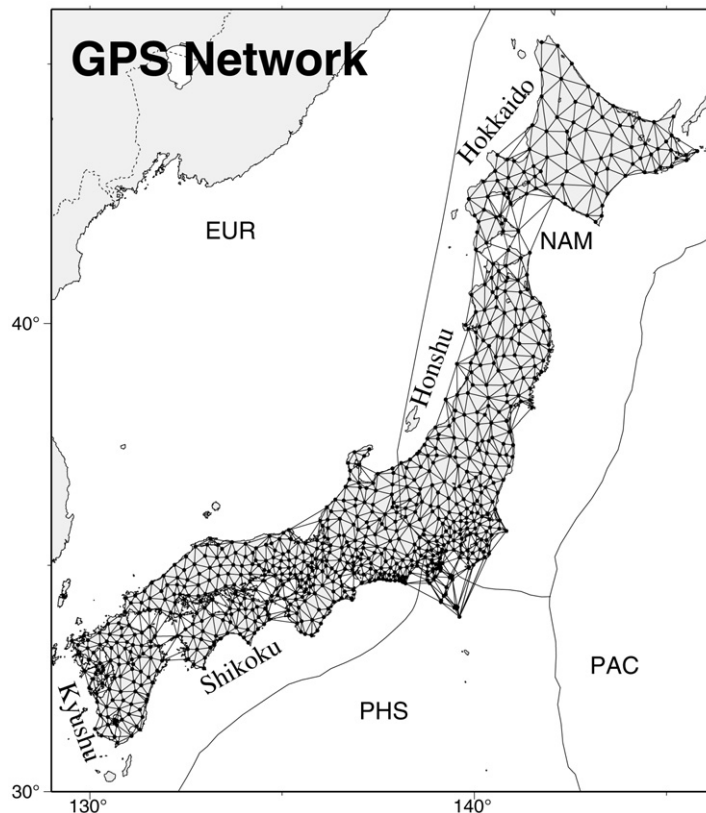 GPS Network
Hokkaido
EUR
NAM
40°
Honshu
Shikoku
PAC
Kyushu
PHS
30°
130°
140°